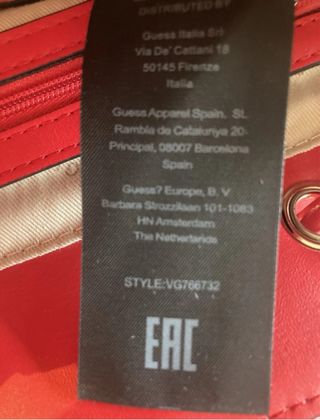 DISTRIBUTED BY
Guess Italia Srl
Via De' Cattani 18
50145 Firenze
Italia
Guess Apparel Spain, SL
Rambla de Catalunya 20-
Principal, 08007 Barcelona
Spain
Guess? Europe, B. V
Barbara Strozzilaan 101-1083
HN Amsterdam
The Netherlands
STYLE:VG766732
EAC